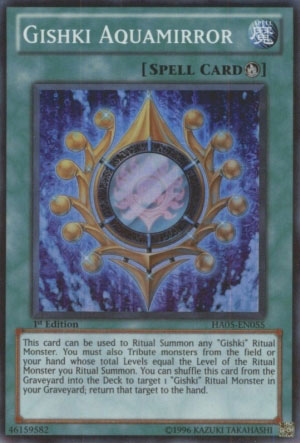 GISHKI AQUAMIRROR
SPELL
魔
[SPELL CARD]
1st Edition
HA05-EN055
This card can be used to Ritual Summon any "Gishki" Ritual
Monster. You must also Tribute monsters from the field or
your hand whose total Levels equal the Level of the Ritual
Monster you Ritual Summon. You can shuffle this card from the
Graveyard into the Deck to target 1 "Gishki" Ritual Monster in
your Graveyard; return that target to the hand.
46159582
©1996 KAZUKI TAKAHASHI